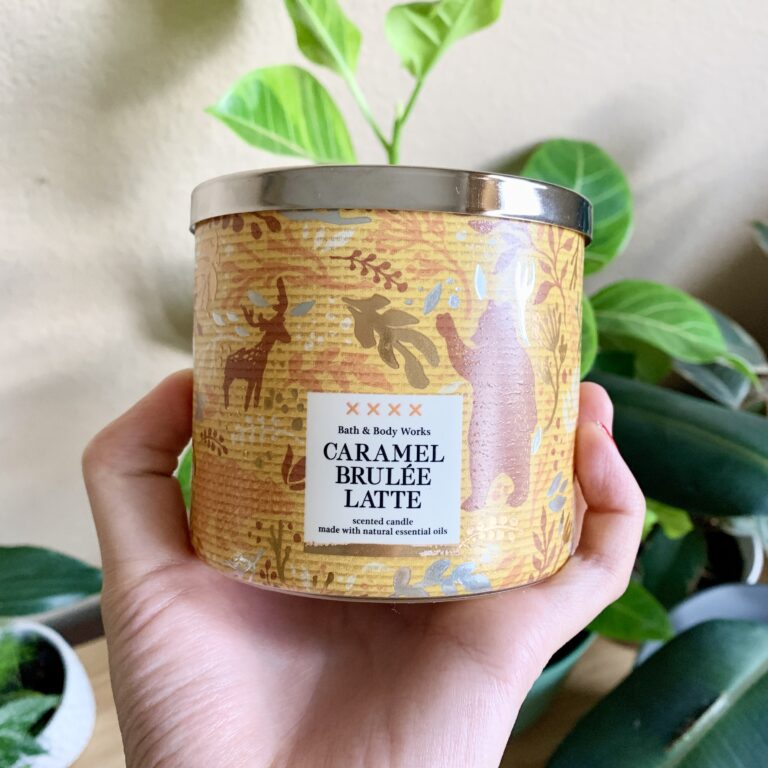 ××××
Bath & Body Works
CARAMEL
BRULÉE
LATTE
scented candle
made with natural essential oils